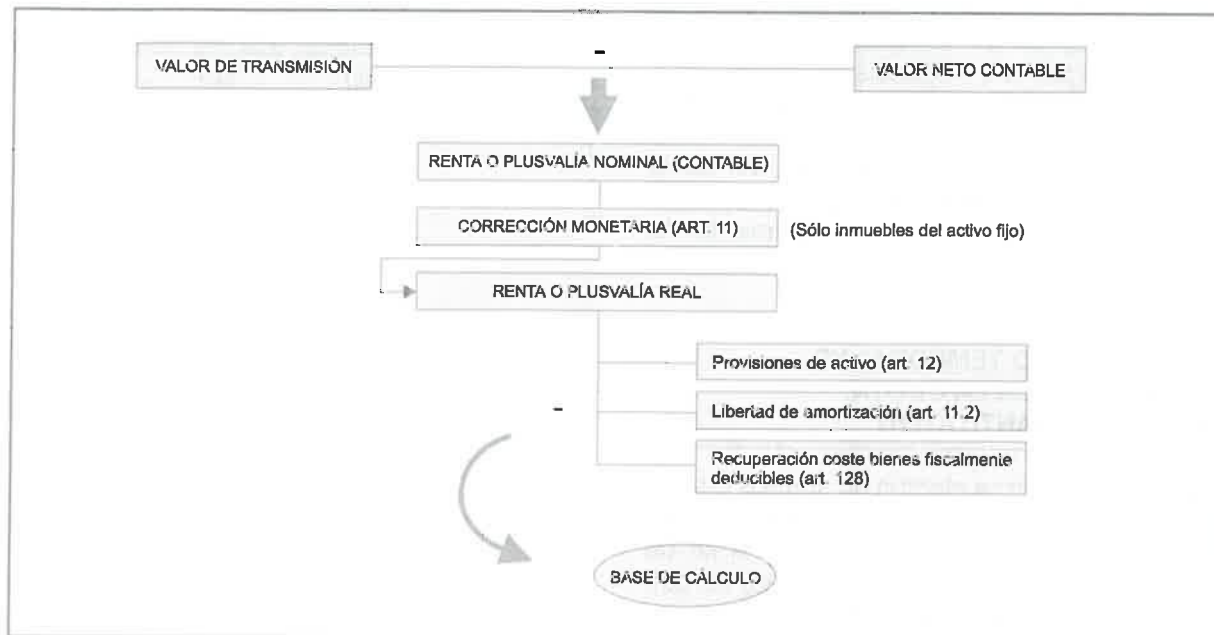 VALOR DE TRANSMISIÓN
-
VALOR NETO CONTABLE
RENTA O PLUSVALÍA NOMINAL (CONTABLE)
CORRECCIÓN MONETARIA (ART. 11)
(Sólo inmuebles del activo fijo)
RENTA O PLUSVALÍA REAL
Provisiones de activo (art. 12)
-
Libertad de amortización (art. 11.2)
Recuperación coste bienes fiscalmente
deducibles (art. 128)
BASE DE CÁLCULO